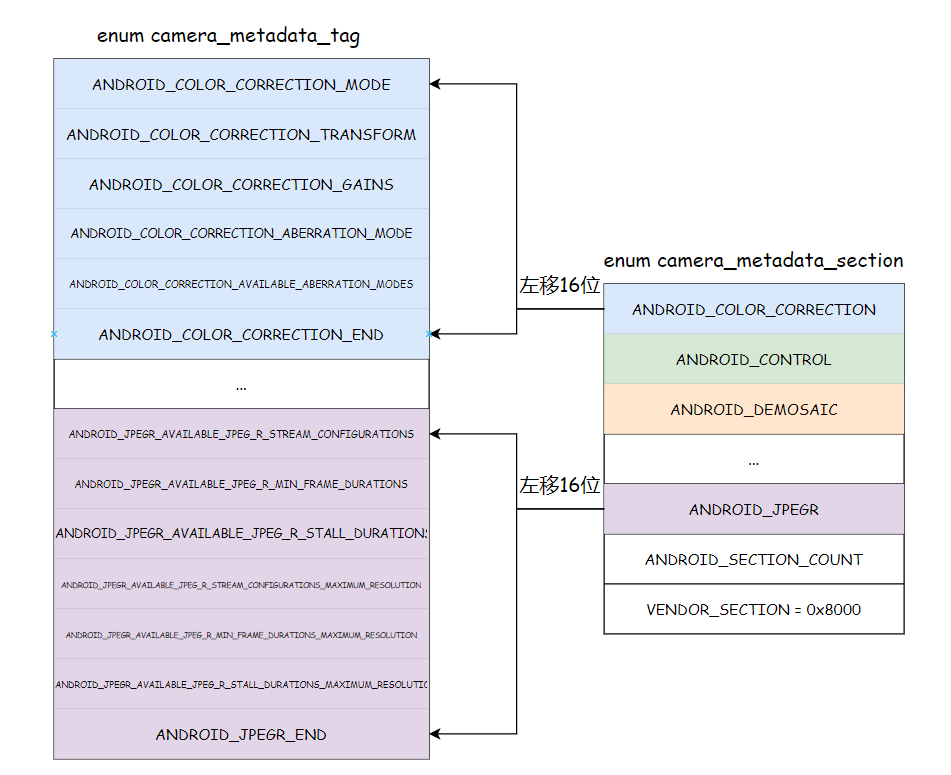 enum camera_metadata_tag
ANDROID_COLOR_CORRECTION_MODE
ANDROID_COLOR_CORRECTION_TRANSFORM
ANDROID_COLOR_CORRECTION_GAINS
ANDROID_COLOR_CORRECTION_ABERRATION_MODE
ANDROID_COLOR_CORRECTION_AVAILABLE_ABERRATION_MODES
ANDROID_COLOR_CORRECTION_END
...
ANDROID_JPEGR_AVAILABLE_JPEG_R_STREAM_CONFIGURATIONS
ANDROID_JPEGR_AVAILABLE_JPEG_R_MIN_FRAME_DURATIONS
ANDROID_JPEGR_AVAILABLE_JPEG_R_STALL_DURATIONS
ANDROID_JPEGR_AVAILABLE_JPEG_R_STREAM_CONFIGURATIONS_MAXIMUM_RESOLUTION
ANDROID_JPEGR_AVAILABLE_JPEG_R_MIN_FRAME_DURATIONS_MAXIMUM_RESOLUTION
ANDROID_JPEGR_AVAILABLE_JPEG_R_STALL_DURATIONS_MAXIMUM_RESOLUTIO
ANDROID_JPEGR_END
左移16位
左移16位
enum camera_metadata_section
ANDROID_COLOR_CORRECTION
ANDROID_CONTROL
ANDROID_DEMOSAIC
...
ANDROID_JPEGR
ANDROID_SECTION_COUNT
VENDOR_SECTION = 0x8000